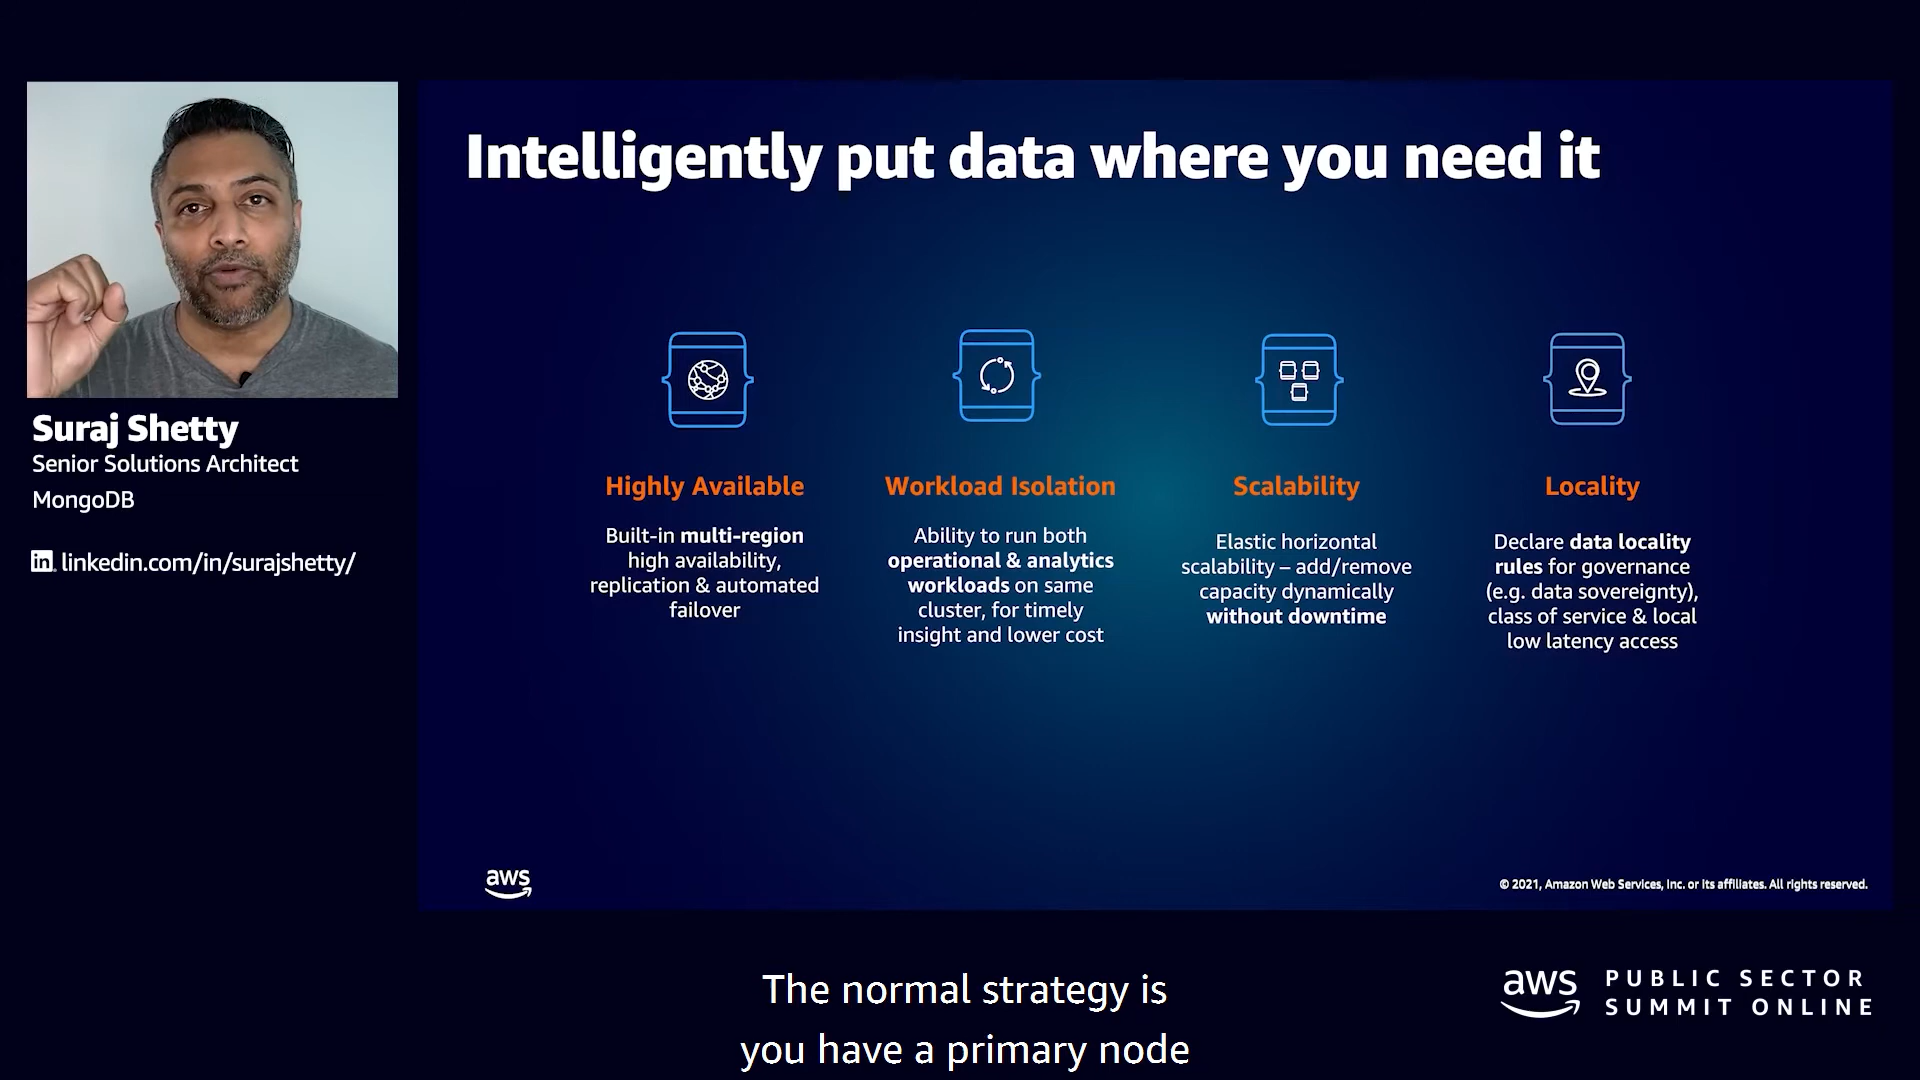 Intelligently put data where you need it
Suraj Shetty
Senior Solutions Architect
MongoDB
in linkedin.com/in/surajshetty/
Highly Available
Built-in multi-region
high availability,
replication & automated
failover
Workload Isolation
Ability to run both
operational & analytics
workloads on same
cluster, for timely
insight and lower cost
Scalability
Elastic horizontal
scalability – add/remove
capacity dynamically
without downtime
Locality
Declare data locality
rules for governance
(e.g. data sovereignty),
class of service & local
low latency access
aws
© 2021, Amazon Web Services, Inc. or its affiliates. All rights reserved.
The normal strategy is
you have a primary node
aws
PUBLIC SECTOR
SUMMIT ONLINE